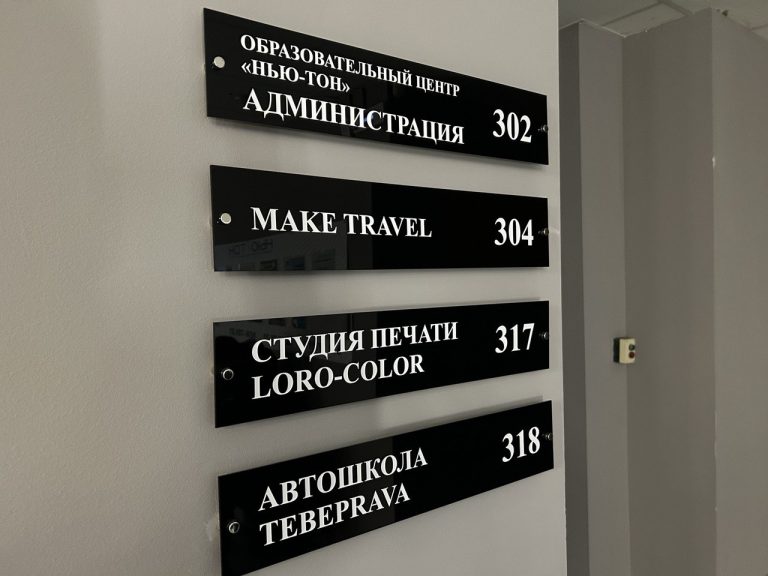 ОБРАЗОВАТЕЛЬНЫЙ ЦЕНТР
«НЬЮ-ТОН»
АДМИНИСТРАЦИЯ 302
MAKE TRAVEL 304
СТУДИЯ ПЕЧАТИ 317
LORO-COLOR
АВТОШКОЛА 318
TEBEPRAVA